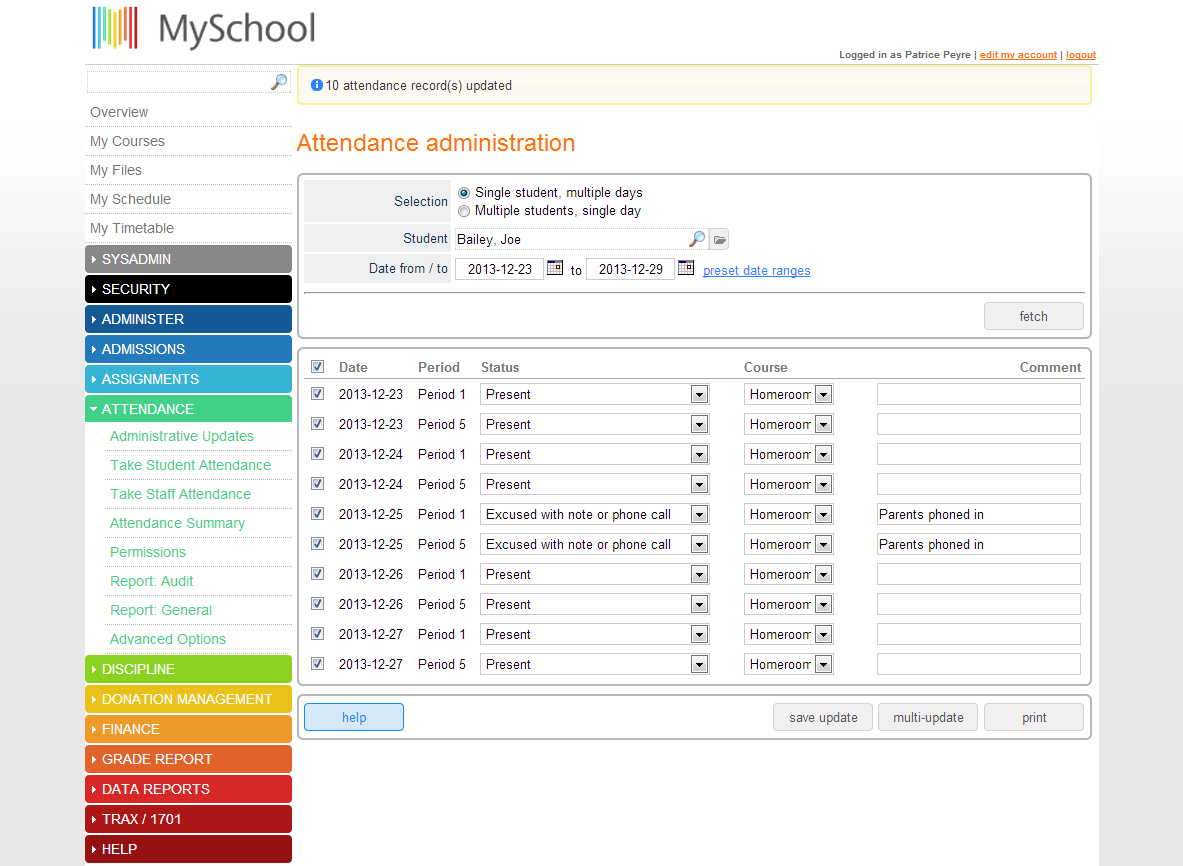 MySchool
Logged in as Patrice Peyre | edit my account | logout
10 attendance record(s) updated
Overview
My Courses
My Files
My Schedule
My Timetable
SYSADMIN
SECURITY
ADMINISTER
ADMISSIONS
ASSIGNMENTS
ATTENDANCE
Administrative Updates
Take Student Attendance
Take Staff Attendance
Attendance Summary
Permissions
Report: Audit
Report: General
Advanced Options
DISCIPLINE
DONATION MANAGEMENT
FINANCE
GRADE REPORT
DATA REPORTS
TRAX / 1701
HELP
Attendance administration
Selection Single student, multiple days
Multiple students, single day
Student Bailey, Joe
Date from / to 2013-12-23 to 2013-12-29 preset date ranges
fetch
Date Period Status Course Comment
2013-12-23 Period 1 Present Homeroom
2013-12-23 Period 5 Present Homeroom
2013-12-24 Period 1 Present Homeroom
2013-12-24 Period 5 Present Homeroom
2013-12-25 Period 1 Excused with note or phone call Homeroom Parents phoned in
2013-12-25 Period 5 Excused with note or phone call Homeroom Parents phoned in
2013-12-26 Period 1 Present Homeroom
2013-12-26 Period 5 Present Homeroom
2013-12-27 Period 1 Present Homeroom
2013-12-27 Period 5 Present Homeroom
help save update multi-update print